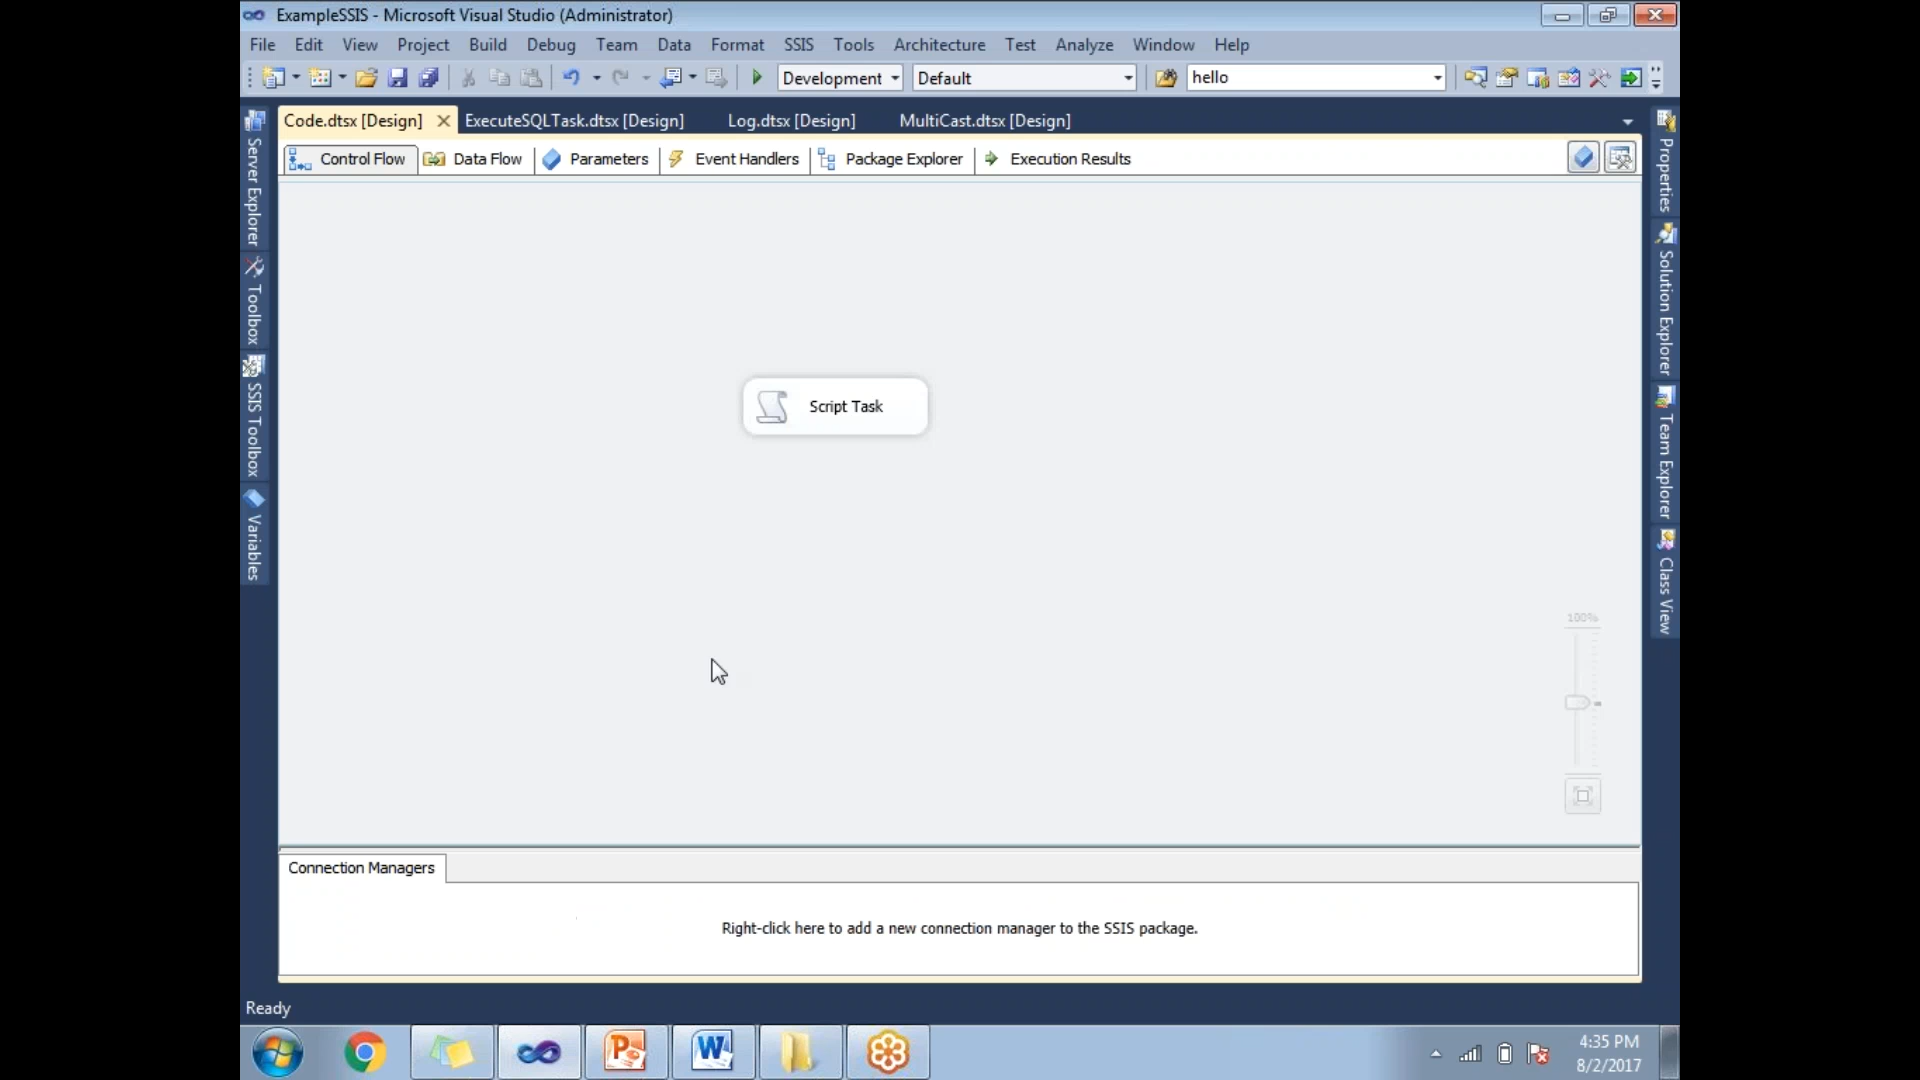 ExampleSSIS - Microsoft Visual Studio (Administrator)
File Edit View Project Build Debug Team Data Format SSIS Tools Architecture Test Analyze Window Help
Development Default hello
Code.dtsx [Design] ExecuteSQLTask.dtsx [Design] Log.dtsx [Design] MultiCast.dtsx [Design]
Control Flow Data Flow Parameters Event Handlers Package Explorer Execution Results
Server Explorer
Toolbox
SSIS Toolbox
Variables
Properties
Solution Explorer
Team Explorer
Class View
Script Task
100%
Connection Managers
Right-click here to add a new connection manager to the SSIS package.
Ready
4:35 PM
8/2/2017